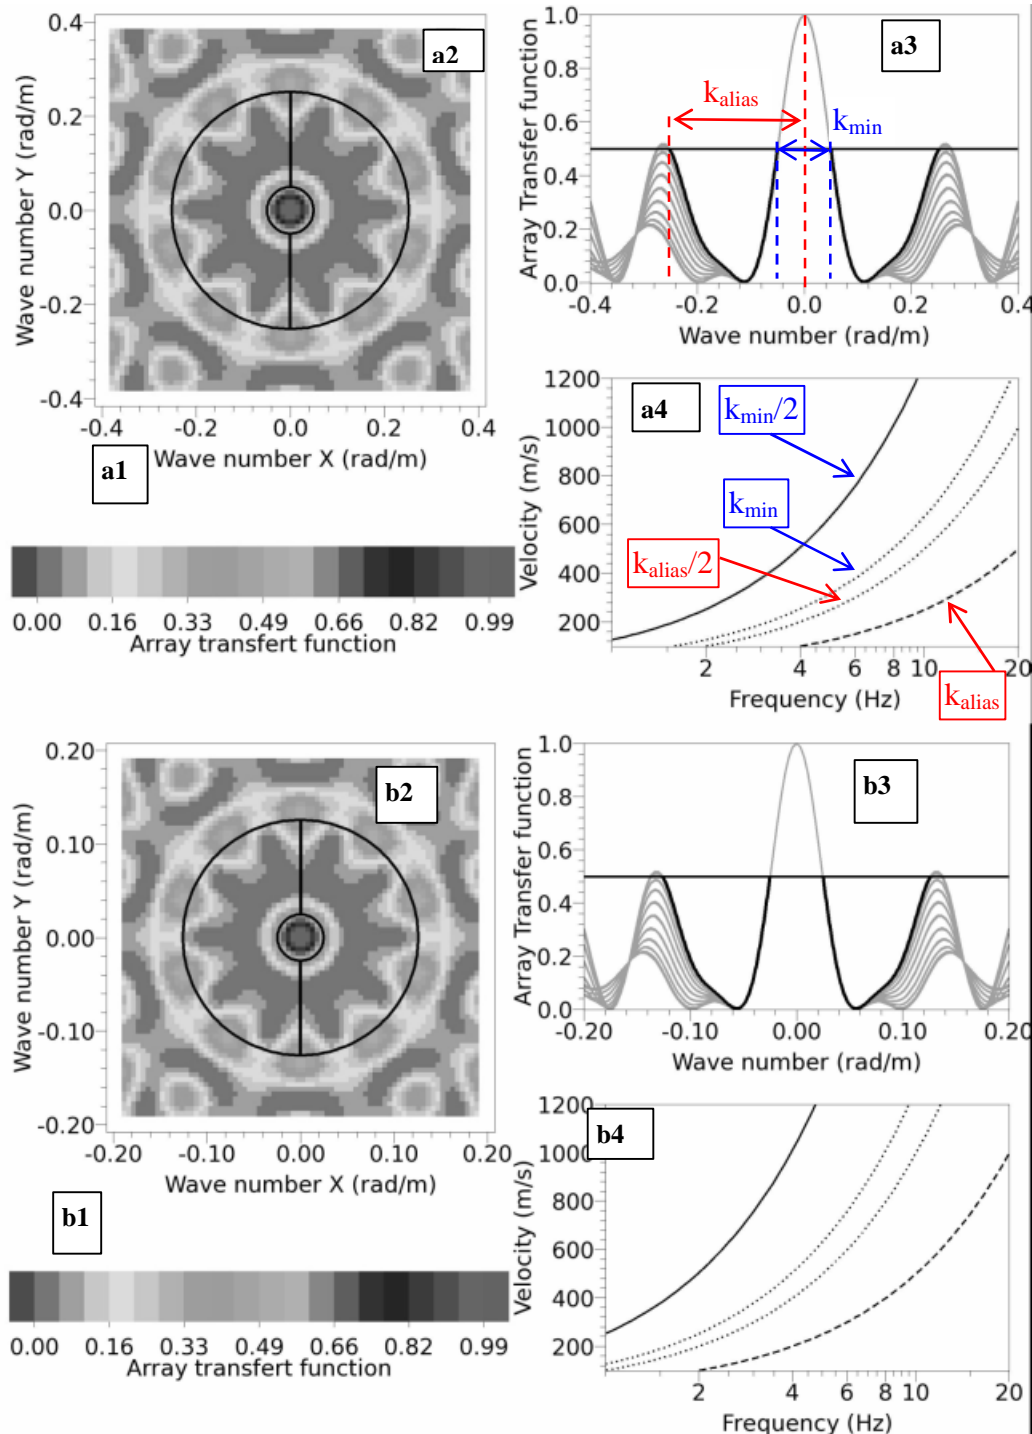 a2
Wave number Y (rad/m)
0.4
0.2
0.0
-0.2
-0.4
-0.4 -0.2 0.0 0.2 0.4
Wave number X (rad/m)
a1
0.00 0.16 0.33 0.49 0.66 0.82 0.99
Array transfert function
a3
Array Transfer function
1.0
0.8
0.6
0.4
0.2
0.0
k_alias
k_min
-0.4 -0.2 0.0 0.2 0.4
Wave number (rad/m)
a4
Velocity (m/s)
1200
1000
800
600
400
200
k_min/2
k_min
k_alias/2
k_alias
2 4 6 8 10 20
Frequency (Hz)
b2
Wave number Y (rad/m)
0.20
0.10
0.00
-0.10
-0.20
-0.20 -0.10 0.00 0.10 0.20
Wave number X (rad/m)
b1
0.00 0.16 0.33 0.49 0.66 0.82 0.99
Array transfert function
b3
Array Transfer function
1.0
0.8
0.6
0.4
0.2
0.0
-0.20 -0.10 0.00 0.10 0.20
Wave number (rad/m)
b4
Velocity (m/s)
1200
1000
800
600
400
200
2 4 6 8 10 20
Frequency (Hz)